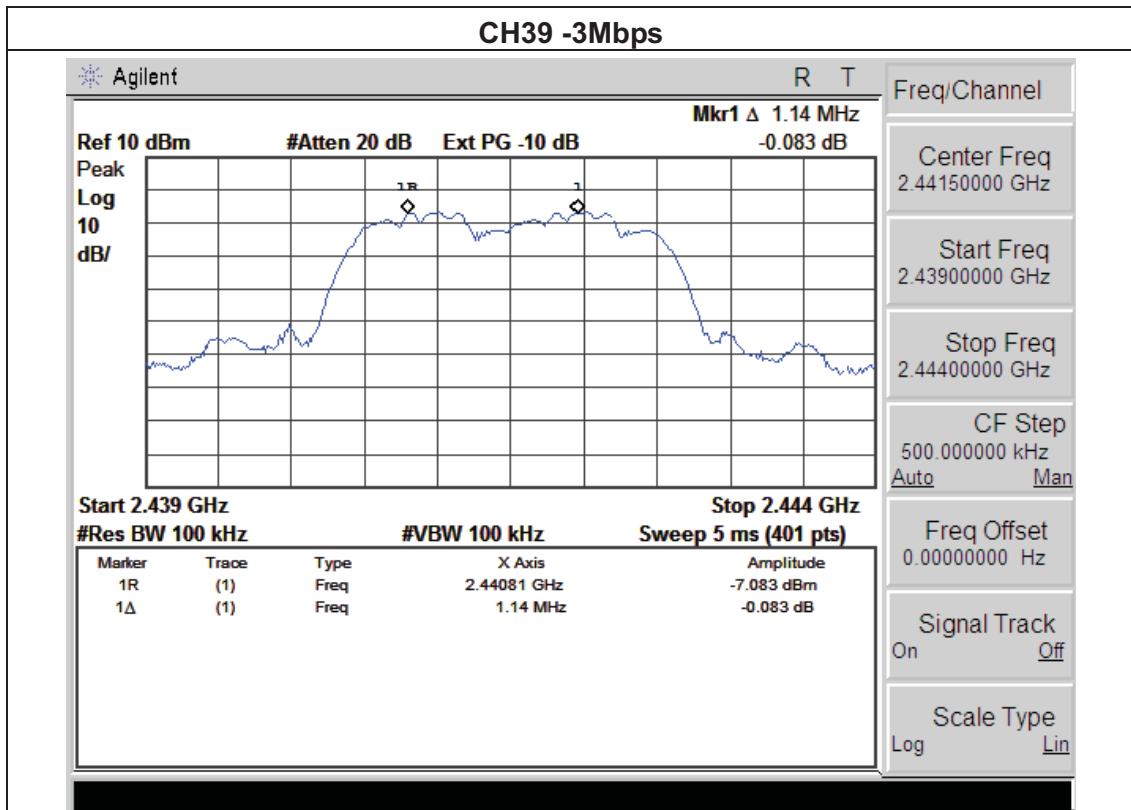 CH39 -3Mbps
Agilent R T
Mkr1 Δ 1.14 MHz
Ref 10 dBm #Atten 20 dB Ext PG -10 dB -0.083 dB
Peak
Log
10
dB/
1R 1
Start 2.439 GHz Stop 2.444 GHz
#Res BW 100 kHz #VBW 100 kHz Sweep 5 ms (401 pts)
Marker Trace Type X Axis Amplitude
1R (1) Freq 2.44081 GHz -7.083 dBm
1Δ (1) Freq 1.14 MHz -0.083 dB
Freq/Channel
Center Freq
2.44150000 GHz
Start Freq
2.43900000 GHz
Stop Freq
2.44400000 GHz
CF Step
500.000000 kHz
Auto Man
Freq Offset
0.00000000 Hz
Signal Track
On Off
Scale Type
Log Lin